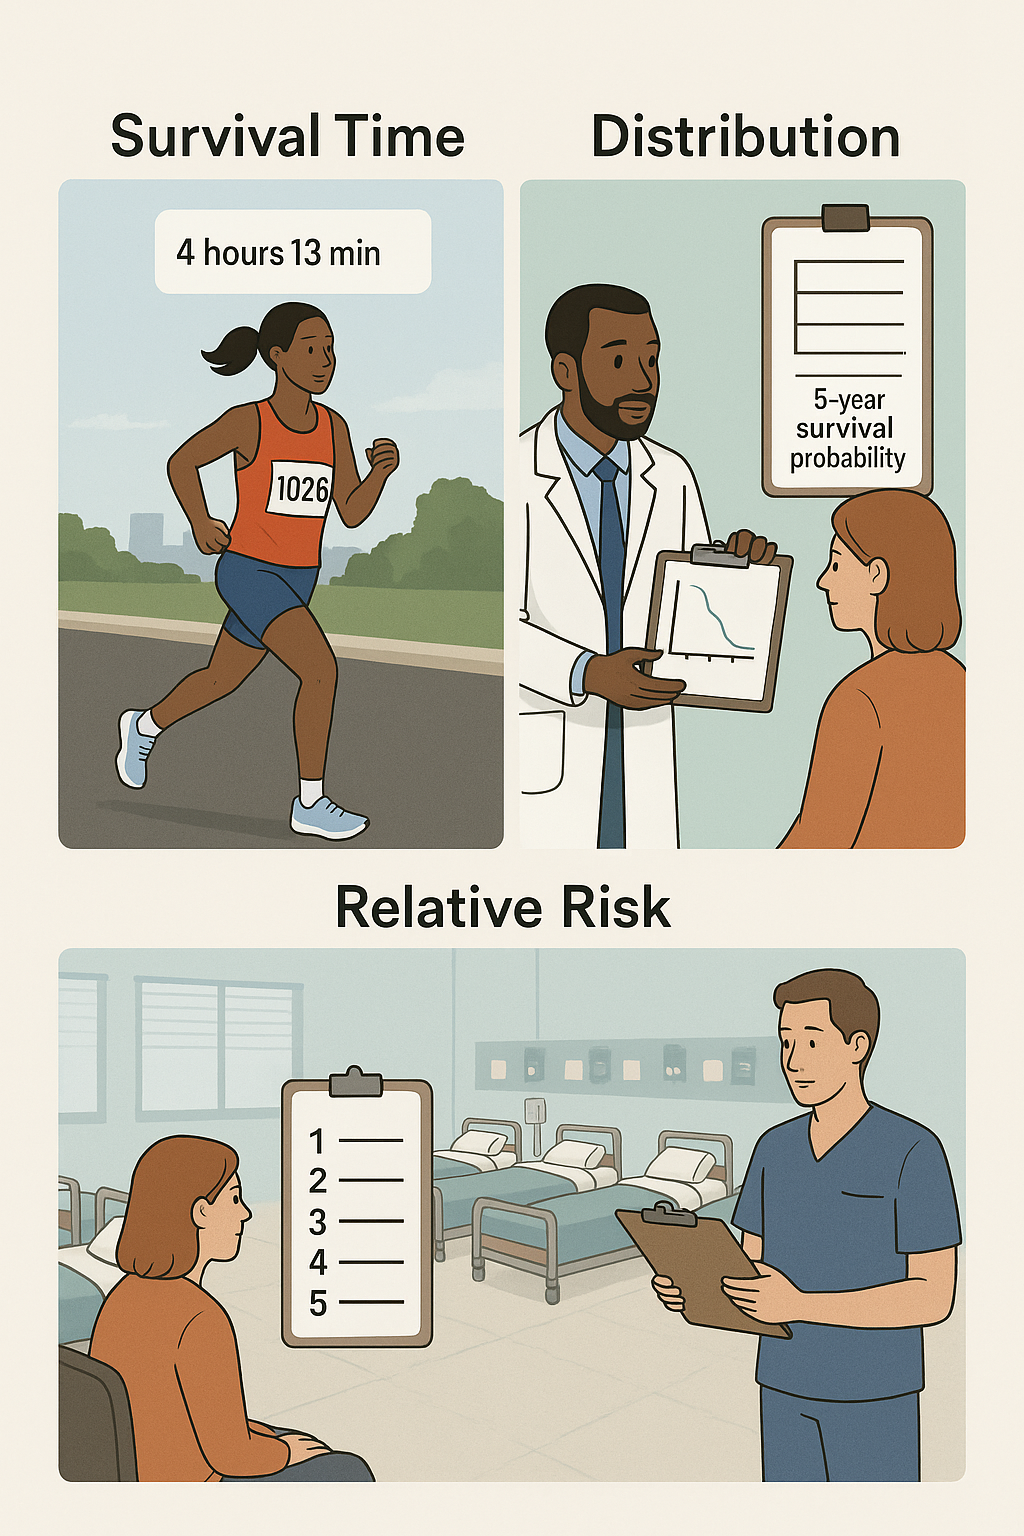 Survival Time
Distribution
4 hours 13 min
1026
5-year
survival
probability
Relative Risk
1
2
3
4
5